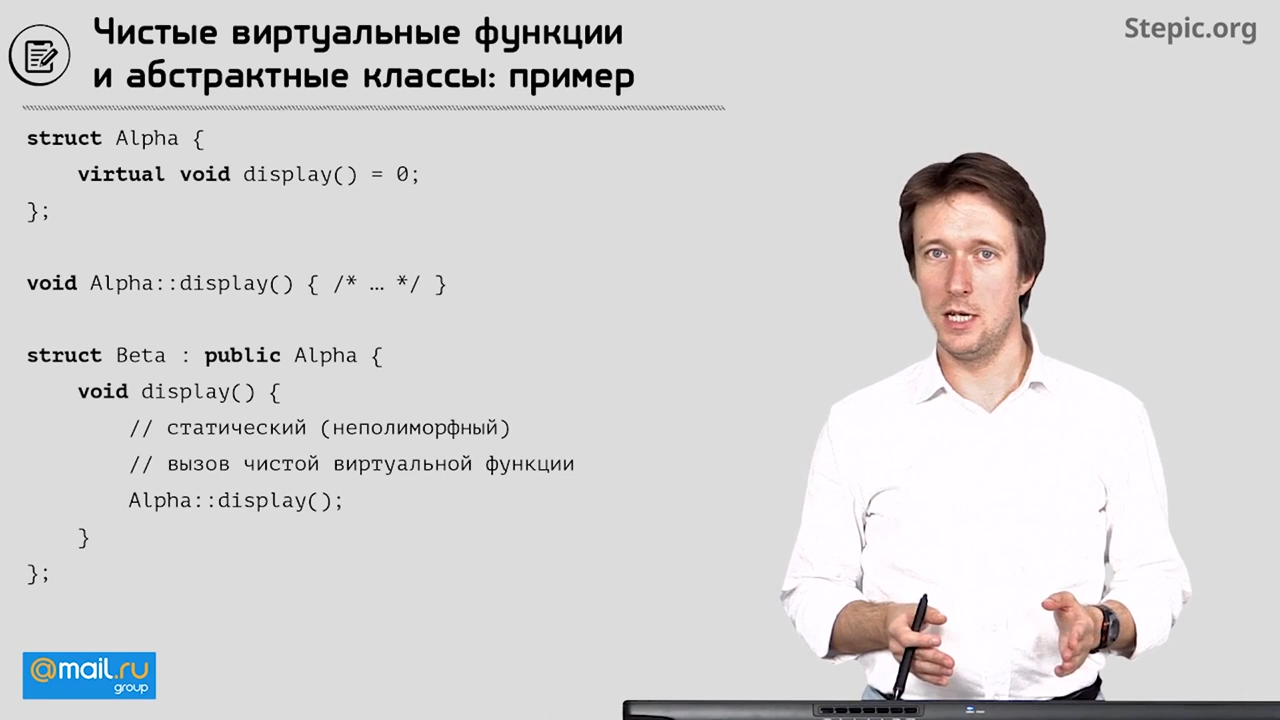 Чистые виртуальные функции
и абстрактные классы: пример
Stepic.org
struct Alpha {
    virtual void display() = 0;
};
void Alpha::display() { /* … */ }
struct Beta : public Alpha {
    void display() {
        // статический (неполиморфный)
        // вызов чистой виртуальной функции
        Alpha::display();
    }
};
@mail.ru
group